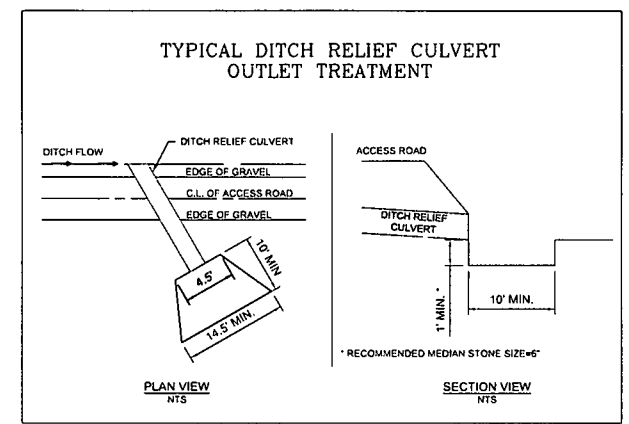 TYPICAL DITCH RELIEF CULVERT
OUTLET TREATMENT
DITCH FLOW
DITCH RELIEF CULVERT
EDGE OF GRAVEL
C.L. OF ACCESS ROAD
EDGE OF GRAVEL
4.5'
10' MIN
14.5' MIN.
PLAN VIEW
NTS
ACCESS ROAD
DITCH RELIEF
CULVERT
1' MIN. *
10' MIN.
* RECOMMENDED MEDIAN STONE SIZE=6"
SECTION VIEW
NTS